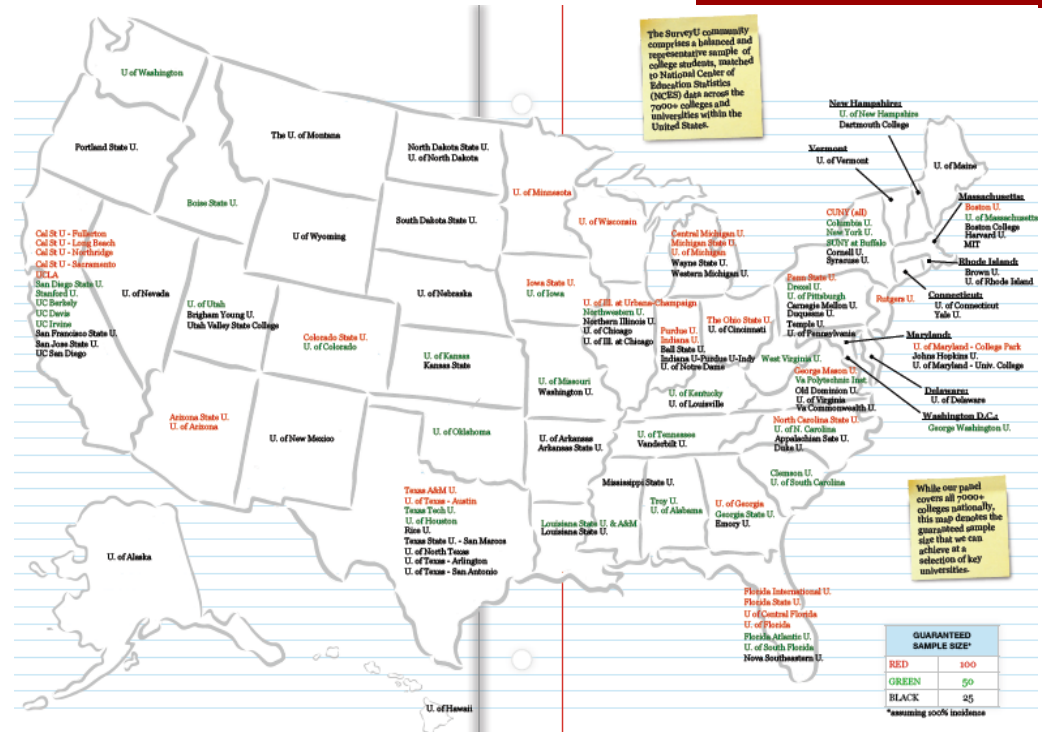 The SurveyU community
comprises a balanced and
representative sample of
college students, matched
to National Center of
Education Statistics
(NCES) data across the
7000+ colleges and
universities within the
United States.
U. of Washington
Portland State U.
The U. of Montana
North Dakota State U.
U. of North Dakota
U. of Minnesota
Boise State U.
U of Wyoming
South Dakota State U.
U. of Wisconsin
Central Michigan U.
Michigan State U.
U. of Michigan
Wayne State U.
Western Michigan U.
New Hampshire:
U. of New Hampshire
Dartmouth College
Vermont
U. of Vermont
U. of Maine
Massachusetts:
Boston U.
U. of Massachusetts
Boston College
Harvard U.
MIT
CUNY (all)
Columbia U.
New York U.
SUNY at Buffalo
Cornell U.
Syracuse U.
Rhode Island:
Brown U.
U. of Rhode Island
Connecticut:
U. of Connecticut
Yale U.
Cal St U - Fullerton
Cal St U - Long Beach
Cal St U - Northridge
Cal St U - Sacramento
UCLA
San Diego State U.
Stanford U.
UC Berkely
UC Davis
UC Irvine
San Francisco State U.
San Jose State U.
UC San Diego
U. of Nevada
U. of Utah
Brigham Young U.
Utah Valley State College
Colorado State U.
U. of Colorado
U. of Nebraska
Iowa State U.
U. of Iowa
U. of Ill. at Urbana-Champaign
Northwestern U.
Northern Illinois U.
U. of Chicago
U. of Ill. at Chicago
Purdue U.
Indiana U.
Ball State U.
Indiana U-Purdue U-Indy
U. of Notre Dame
The Ohio State U.
U. of Cincinnati
Penn State U.
Drexel U.
U. of Pittsburgh
Carnegie Mellon U.
Duquesne U.
Temple U.
U. of Pennsylvania
Rutgers U.
Maryland:
U. of Maryland - College Park
Johns Hopkins U.
U. of Maryland - Univ. College
Delaware:
U. of Delaware
Washington D.C.:
George Washington U.
U. of Kansas
Kansas State
U. of Missouri
Washington U.
U. of Kentucky
U. of Louisville
West Virginia U.
George Mason U.
Va Polytechnic Inst.
Old Dominion U.
U. of Virginia
Va Commonwealth U.
Arizona State U.
U. of Arizona
U. of New Mexico
U. of Oklahoma
U. of Arkansas
Arkansas State U.
U. of Tennessee
Vanderbilt U.
North Carolina State U.
U. of N. Carolina
Appalachian Sate U.
Duke U.
Clemson U.
U. of South Carolina
Mississippi State U.
Troy U.
U. of Alabama
U. of Georgia
Georgia State U.
Emory U.
Texas A&M U.
U. of Texas - Austin
Texas Tech U.
U. of Houston
Rice U.
Texas State U. - San Marcos
U. of North Texas
U. of Texas - Arlington
U. of Texas - San Antonio
Louisiana State U. & A&M
Louisiana State U.
U. of Alaska
U. of Hawaii
Florida International U.
Florida State U.
U of Central Florida
U. of Florida
Florida Atlantic U.
U. of South Florida
Nova Southeastern U.
While our panel
covers all 7000+
colleges nationally,
this map denotes the
guaranteed sample
size that we can
achieve at a
selection of key
universities.
GUARANTEED
SAMPLE SIZE*
RED 100
GREEN 50
BLACK 25
*assuming 100% incidence